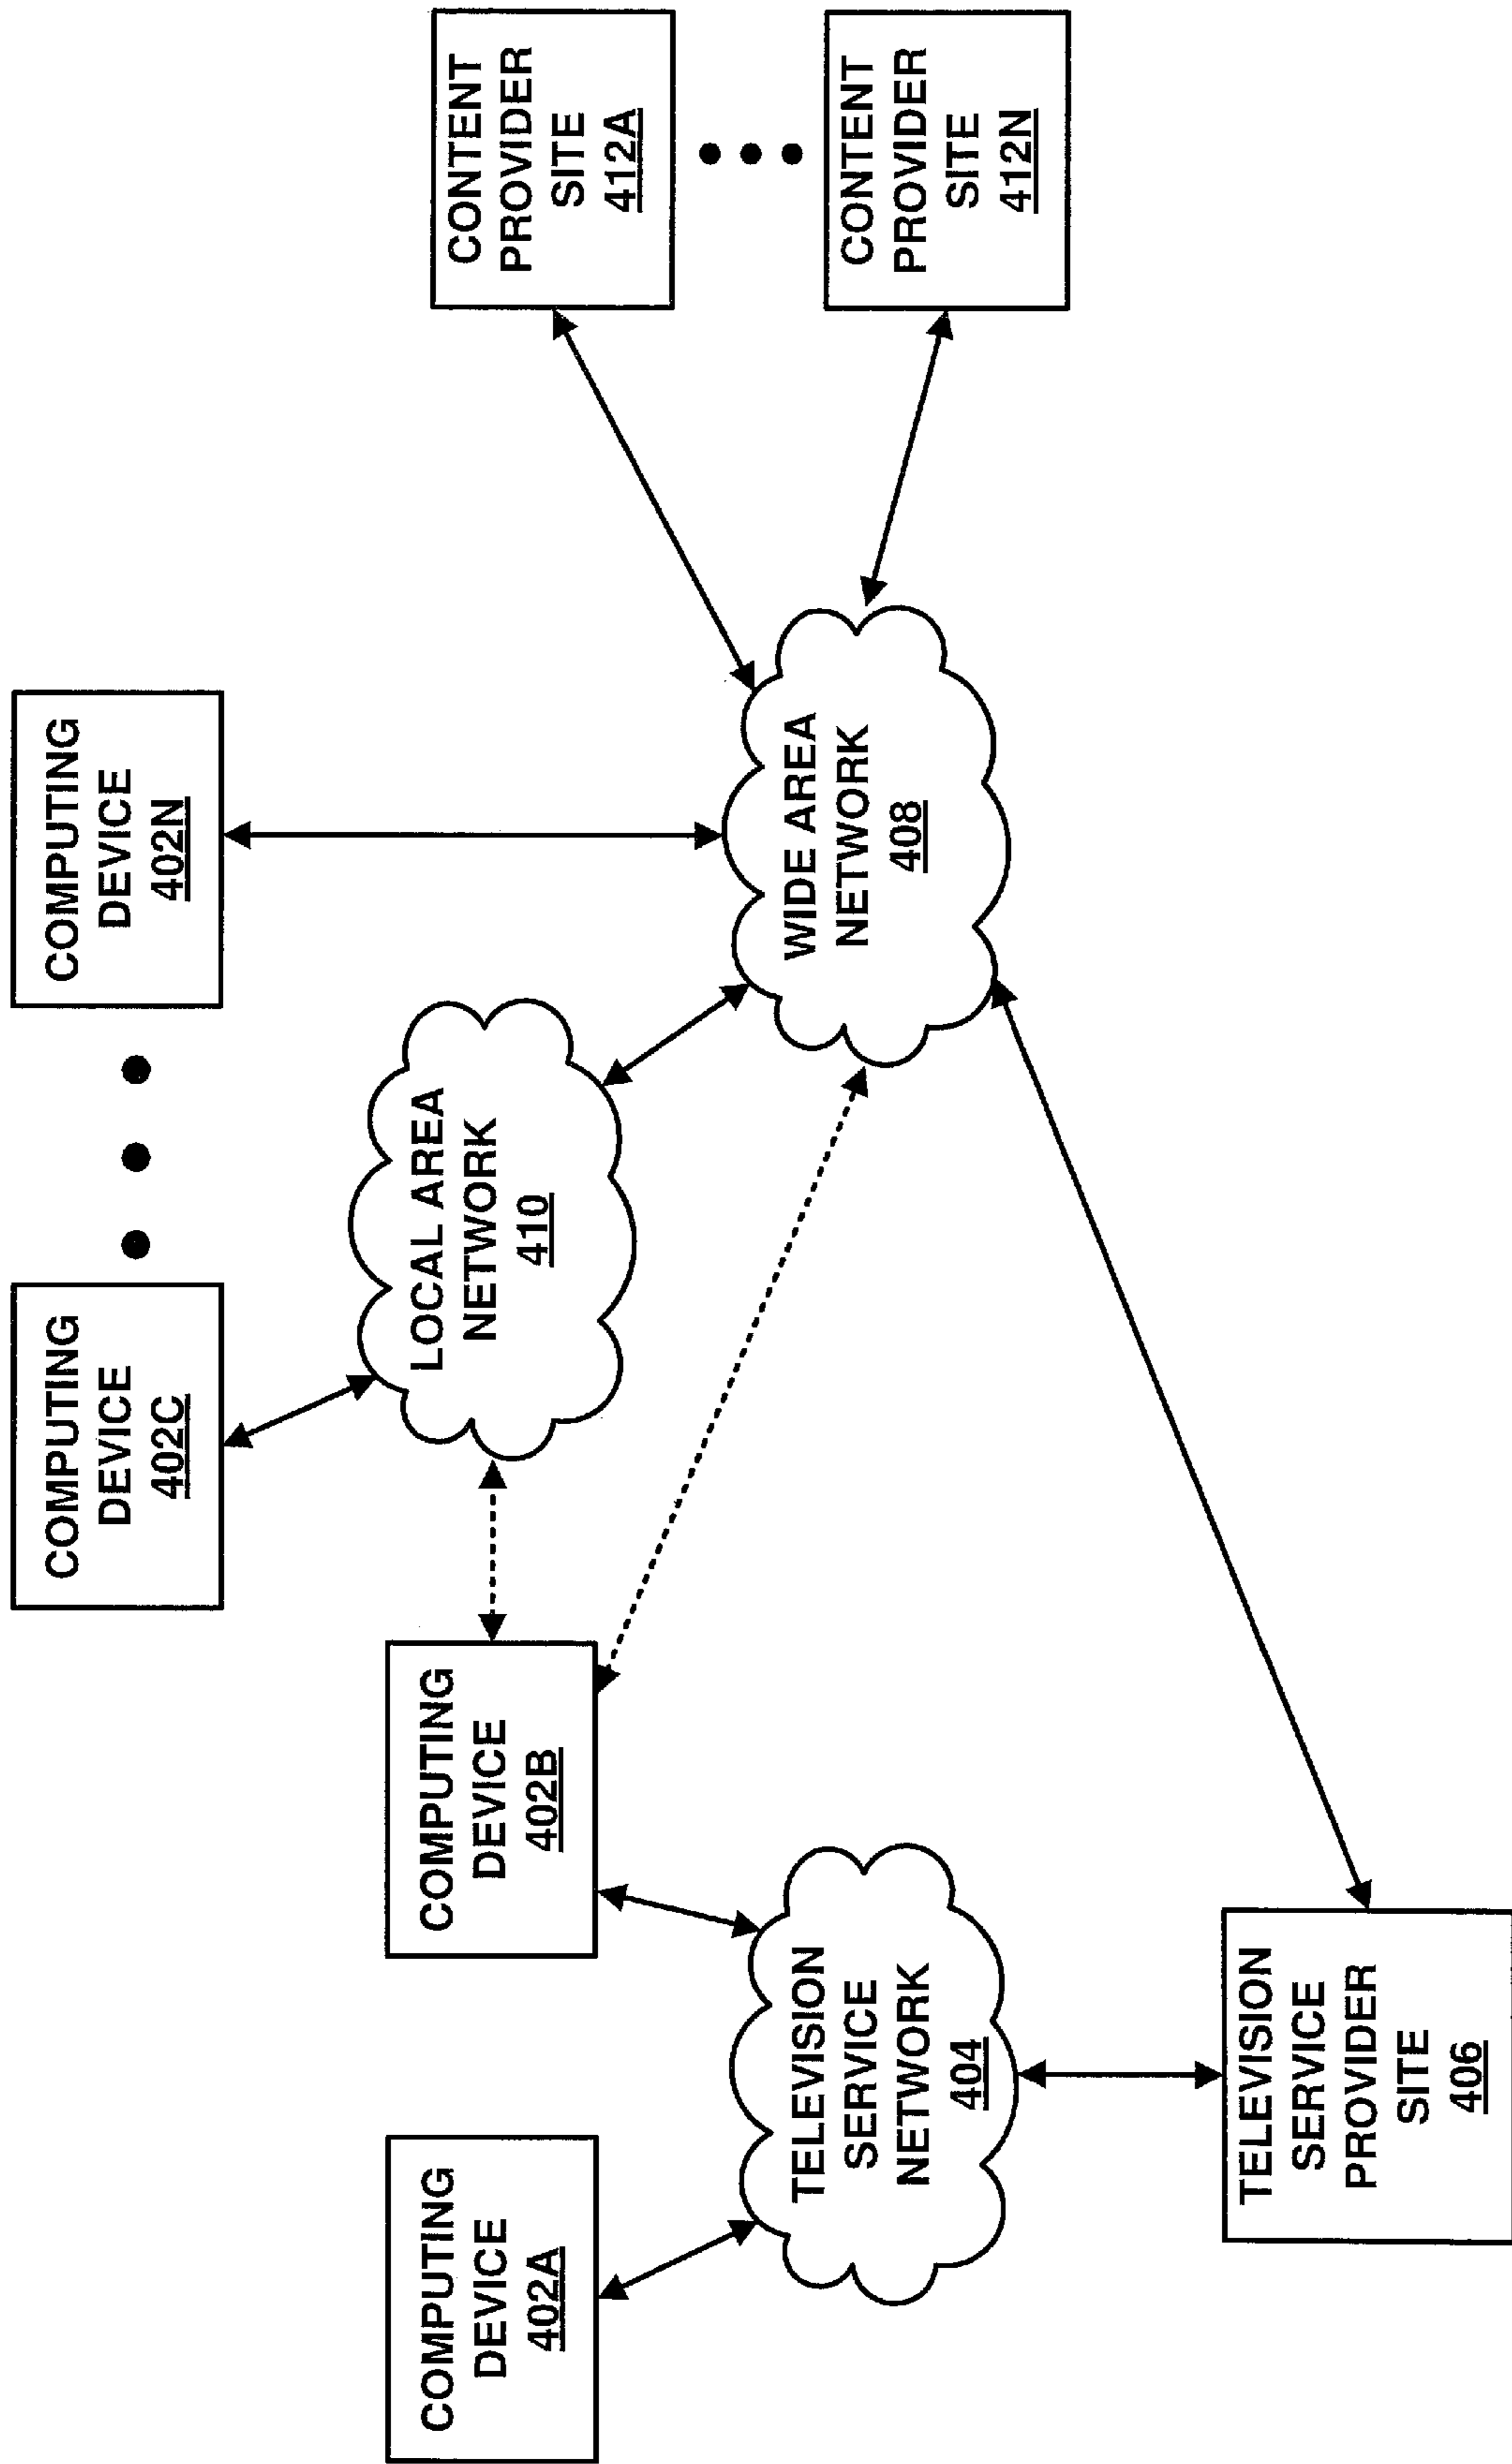 COMPUTING
DEVICE
402A
COMPUTING
DEVICE
402B
COMPUTING
DEVICE
402C
COMPUTING
DEVICE
402N
TELEVISION
SERVICE
NETWORK
404
LOCAL AREA
NETWORK
410
WIDE AREA
NETWORK
408
TELEVISION
SERVICE
PROVIDER
SITE
406
CONTENT
PROVIDER
SITE
412A
CONTENT
PROVIDER
SITE
412N